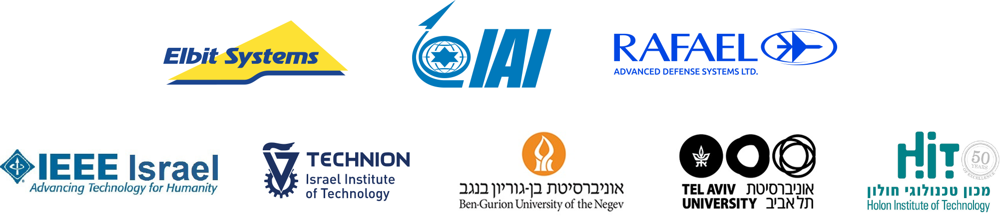 Elbit Systems
IAI
RAFAEL
ADVANCED DEFENSE SYSTEMS LTD.
IEEE Israel
Advancing Technology for Humanity
TECHNION
Israel Institute
of Technology
אוניברסיטת בן-גוריון בנגב
Ben-Gurion University of the Negev
TEL AVIV אוניברסיטת
UNIVERSITY תל אביב
HiT
50
YEARS
OF EXCELLENCE
מכון טכנולוגי חולון
Holon Institute of Technology